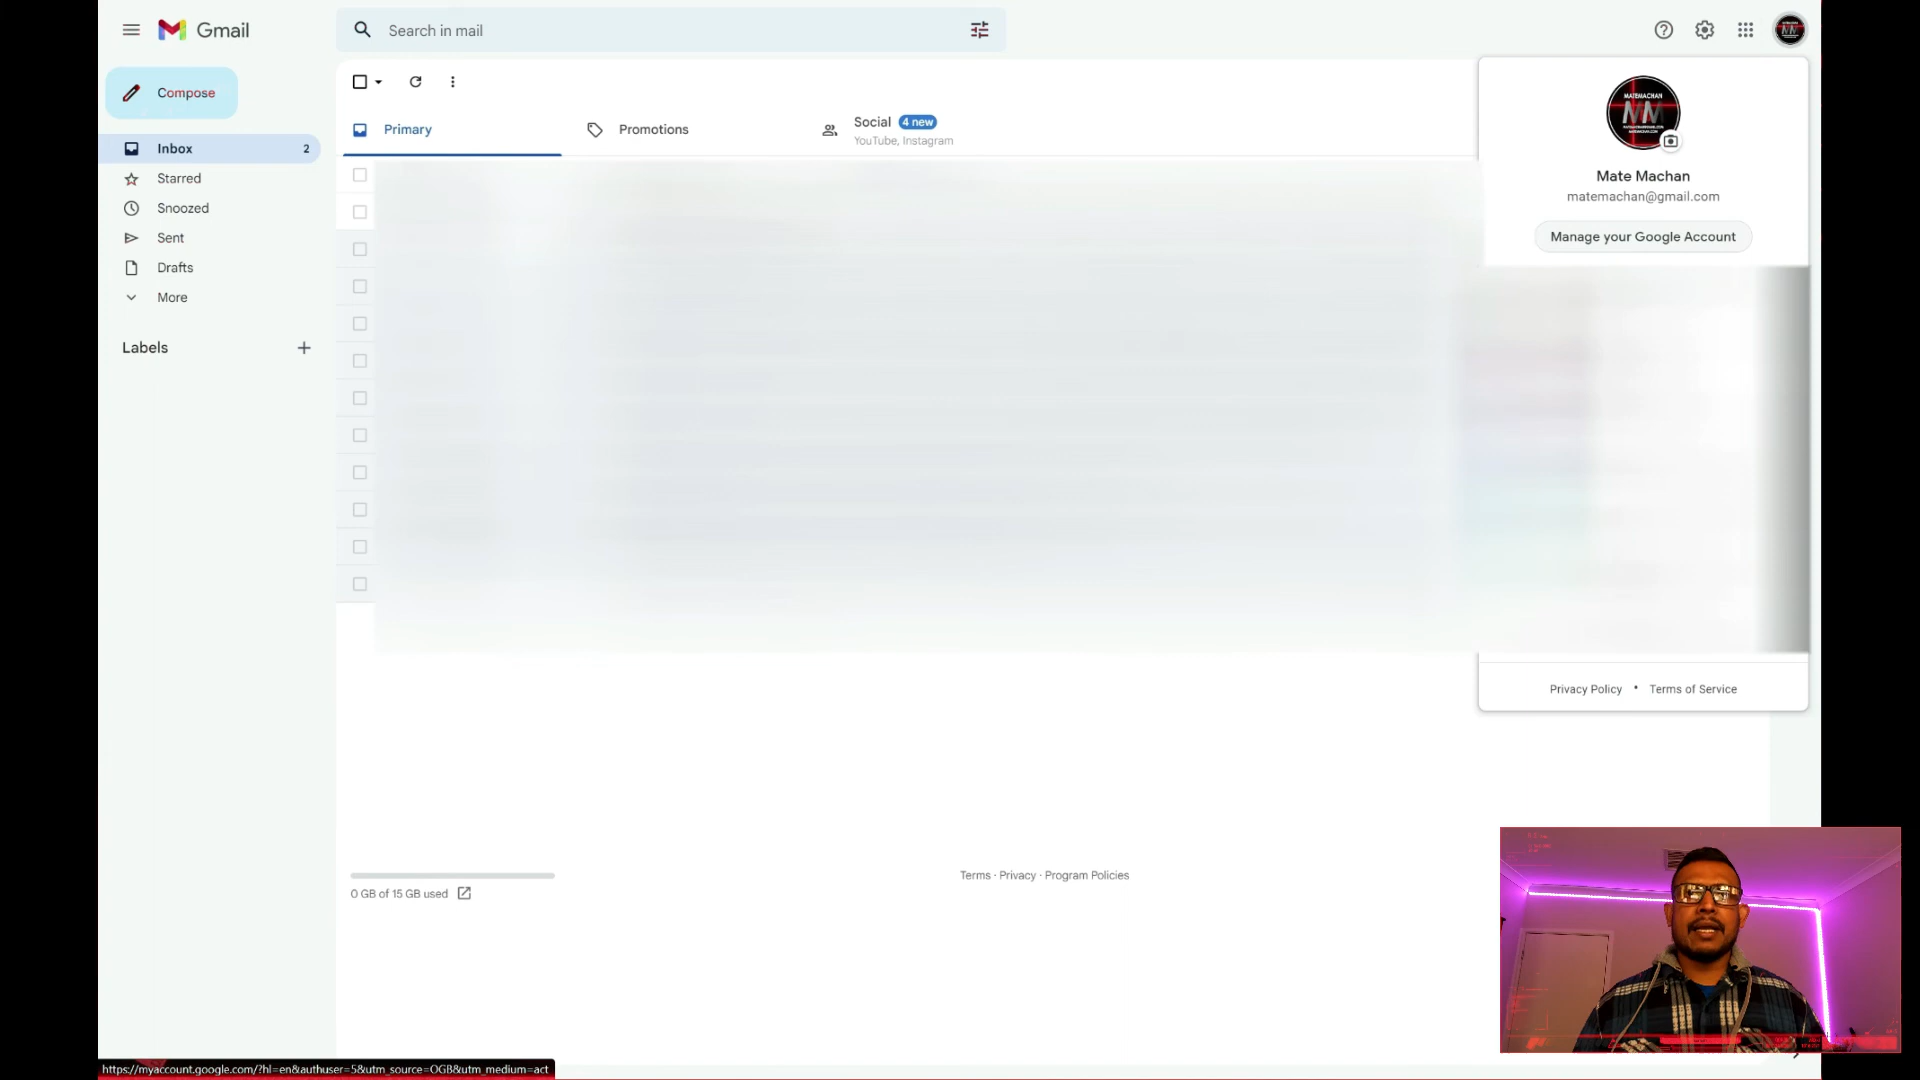 Gmail
Search in mail
Compose
Inbox 2
Starred
Snoozed
Sent
Drafts
More
Labels
Primary
Promotions
Social 4 new
YouTube, Instagram
MATEMACHAN
MM
Mate Machan
matemachan@gmail.com
Manage your Google Account
Privacy Policy • Terms of Service
0 GB of 15 GB used
Terms · Privacy · Program Policies
https://myaccount.google.com/?hl=en&authuser=5&utm_source=OGB&utm_medium=act